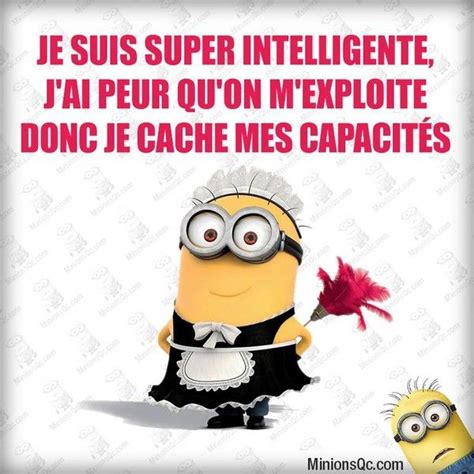 JE SUIS SUPER INTELLIGENTE,
J'AI PEUR QU'ON M'EXPLOITE
DONC JE CACHE MES CAPACITÉS
MinionsQc.com